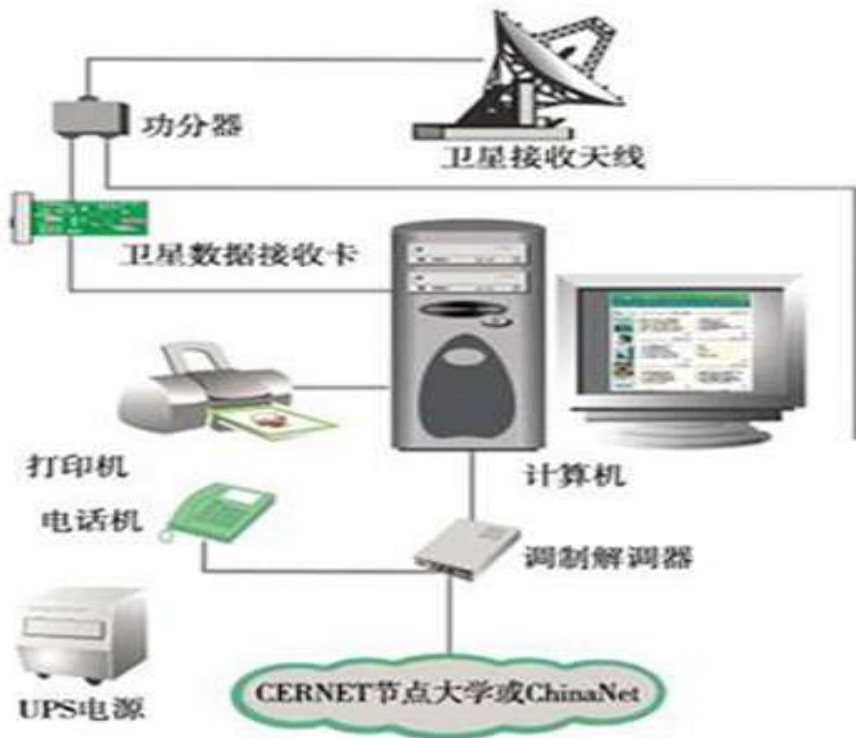 功分器
卫星接收天线
卫星数据接收卡
打印机
计算机
电话机
调制解调器
UPS电源
CERNET节点大学或ChinaNet